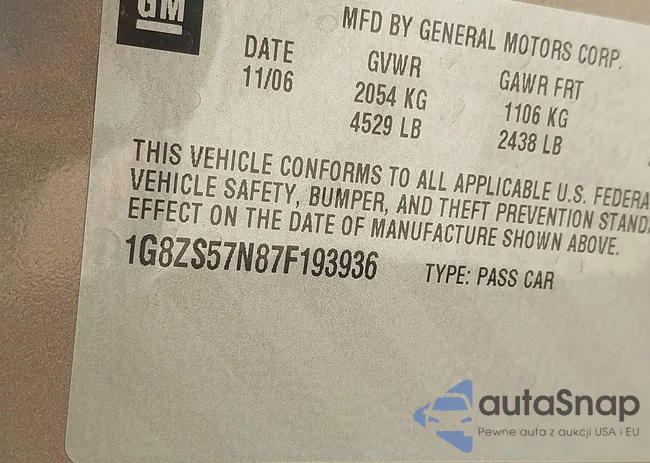 GM
MFD BY GENERAL MOTORS CORP.
DATE GVWR GAWR FRT
11/06 2054 KG 1106 KG
4529 LB 2438 LB
THIS VEHICLE CONFORMS TO ALL APPLICABLE U.S. FEDERA
VEHICLE SAFETY, BUMPER, AND THEFT PREVENTION STAND
EFFECT ON THE DATE OF MANUFACTURE SHOWN ABOVE.
1G8ZS57N87F193936 TYPE: PASS CAR
autaSnap
Pewne auta z aukcji USA i EU